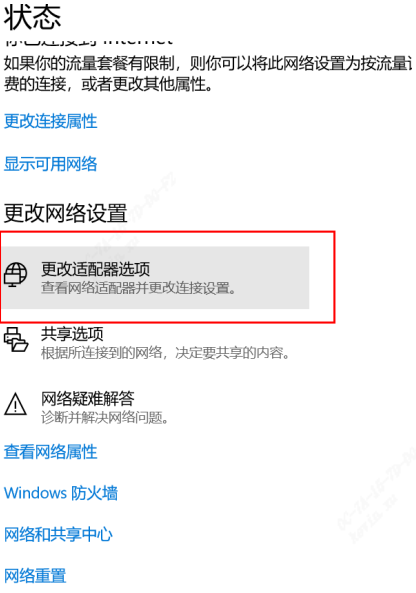 状态
你已连接到 Internet
如果你的流量套餐有限制，则你可以将此网络设置为按流量计
费的连接，或者更改其他属性。
更改连接属性
显示可用网络
更改网络设置
更改适配器选项
查看网络适配器并更改连接设置。
共享选项
根据所连接到的网络，决定要共享的内容。
网络疑难解答
诊断并解决网络问题。
查看网络属性
Windows 防火墙
网络和共享中心
网络重置